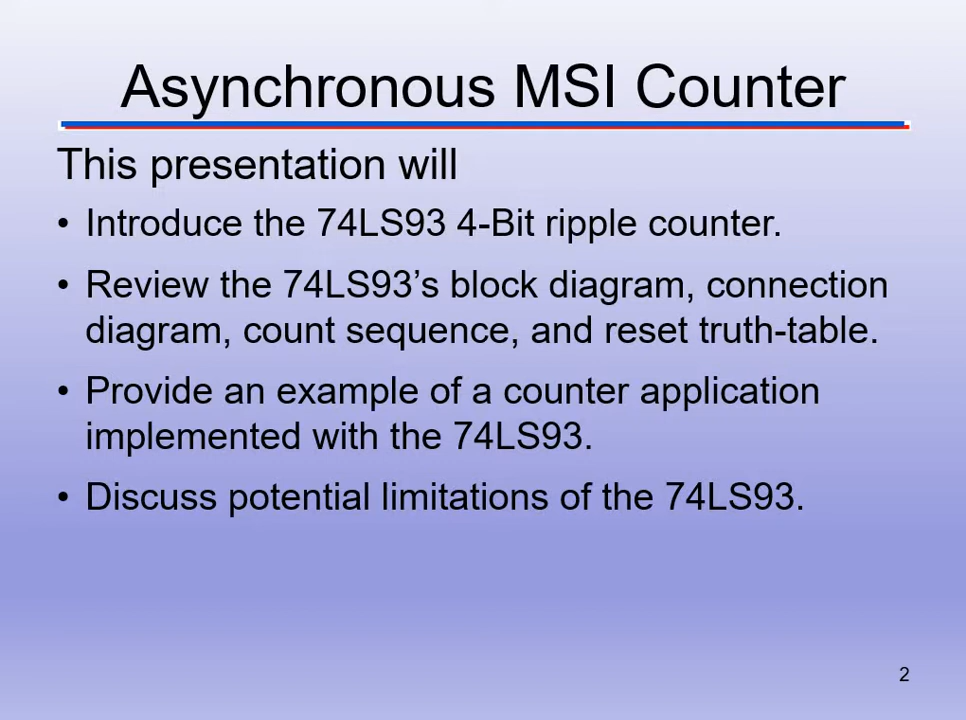 Asynchronous MSI Counter
This presentation will
• Introduce the 74LS93 4-Bit ripple counter.
• Review the 74LS93’s block diagram, connection
diagram, count sequence, and reset truth-table.
• Provide an example of a counter application
implemented with the 74LS93.
• Discuss potential limitations of the 74LS93.
2